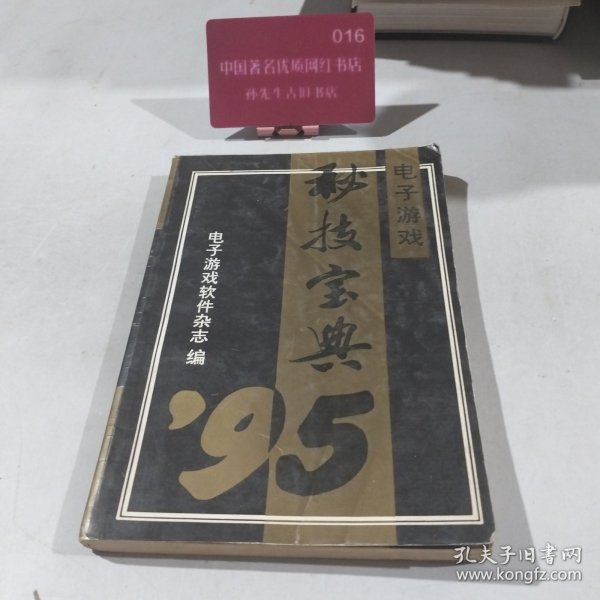 016
中国著名优质网红书店
孙先生古旧书店
电子游戏
秘技宝典
'95
电子游戏软件杂志 编
孔夫子旧书网
www.kongfz.com